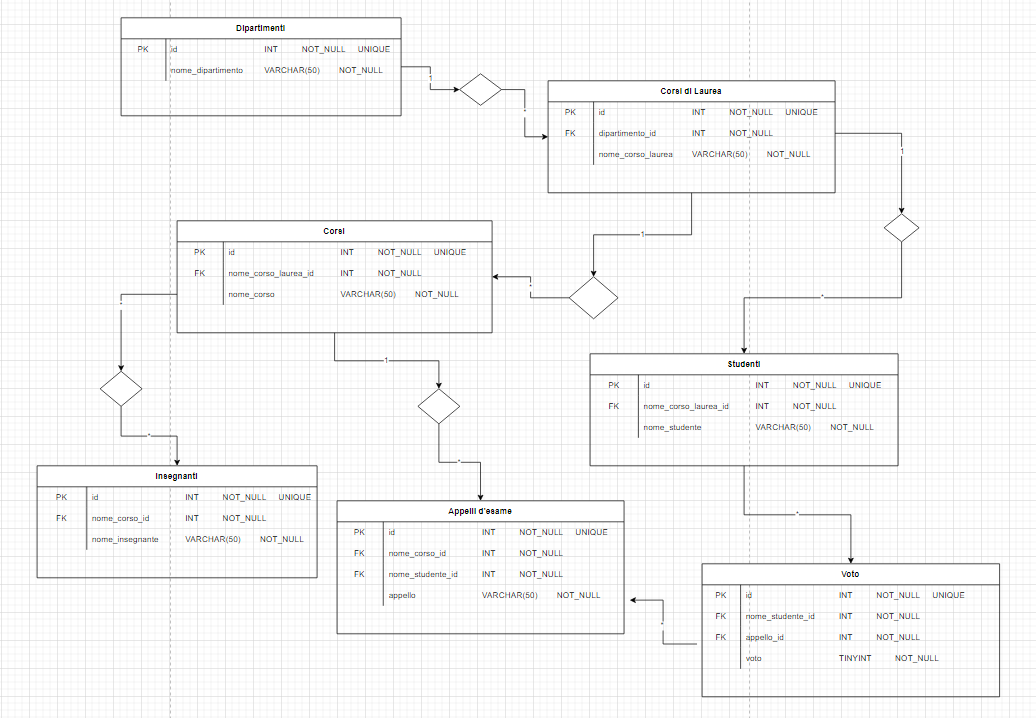 Dipartimenti
PK id INT NOT_NULL UNIQUE
nome_dipartimento VARCHAR(50) NOT_NULL
1
*
Corsi di Laurea
PK id INT NOT_NULL UNIQUE
FK dipartimento_id INT NOT_NULL
nome_corso_laurea VARCHAR(50) NOT_NULL
1
*
1
*
Corsi
PK id INT NOT_NULL UNIQUE
FK nome_corso_laurea_id INT NOT_NULL
nome_corso VARCHAR(50) NOT_NULL
*
*
1
*
Studenti
PK id INT NOT_NULL UNIQUE
FK nome_corso_laurea_id INT NOT_NULL
nome_studente VARCHAR(50) NOT_NULL
Insegnanti
PK id INT NOT_NULL UNIQUE
FK nome_corso_id INT NOT_NULL
nome_insegnante VARCHAR(50) NOT_NULL
Appelli d'esame
PK id INT NOT_NULL UNIQUE
FK nome_corso_id INT NOT_NULL
FK nome_studente_id INT NOT_NULL
appello VARCHAR(50) NOT_NULL
*
*
Voto
PK id INT NOT_NULL UNIQUE
FK nome_studente_id INT NOT_NULL
FK appello_id INT NOT_NULL
voto TINYINT NOT_NULL